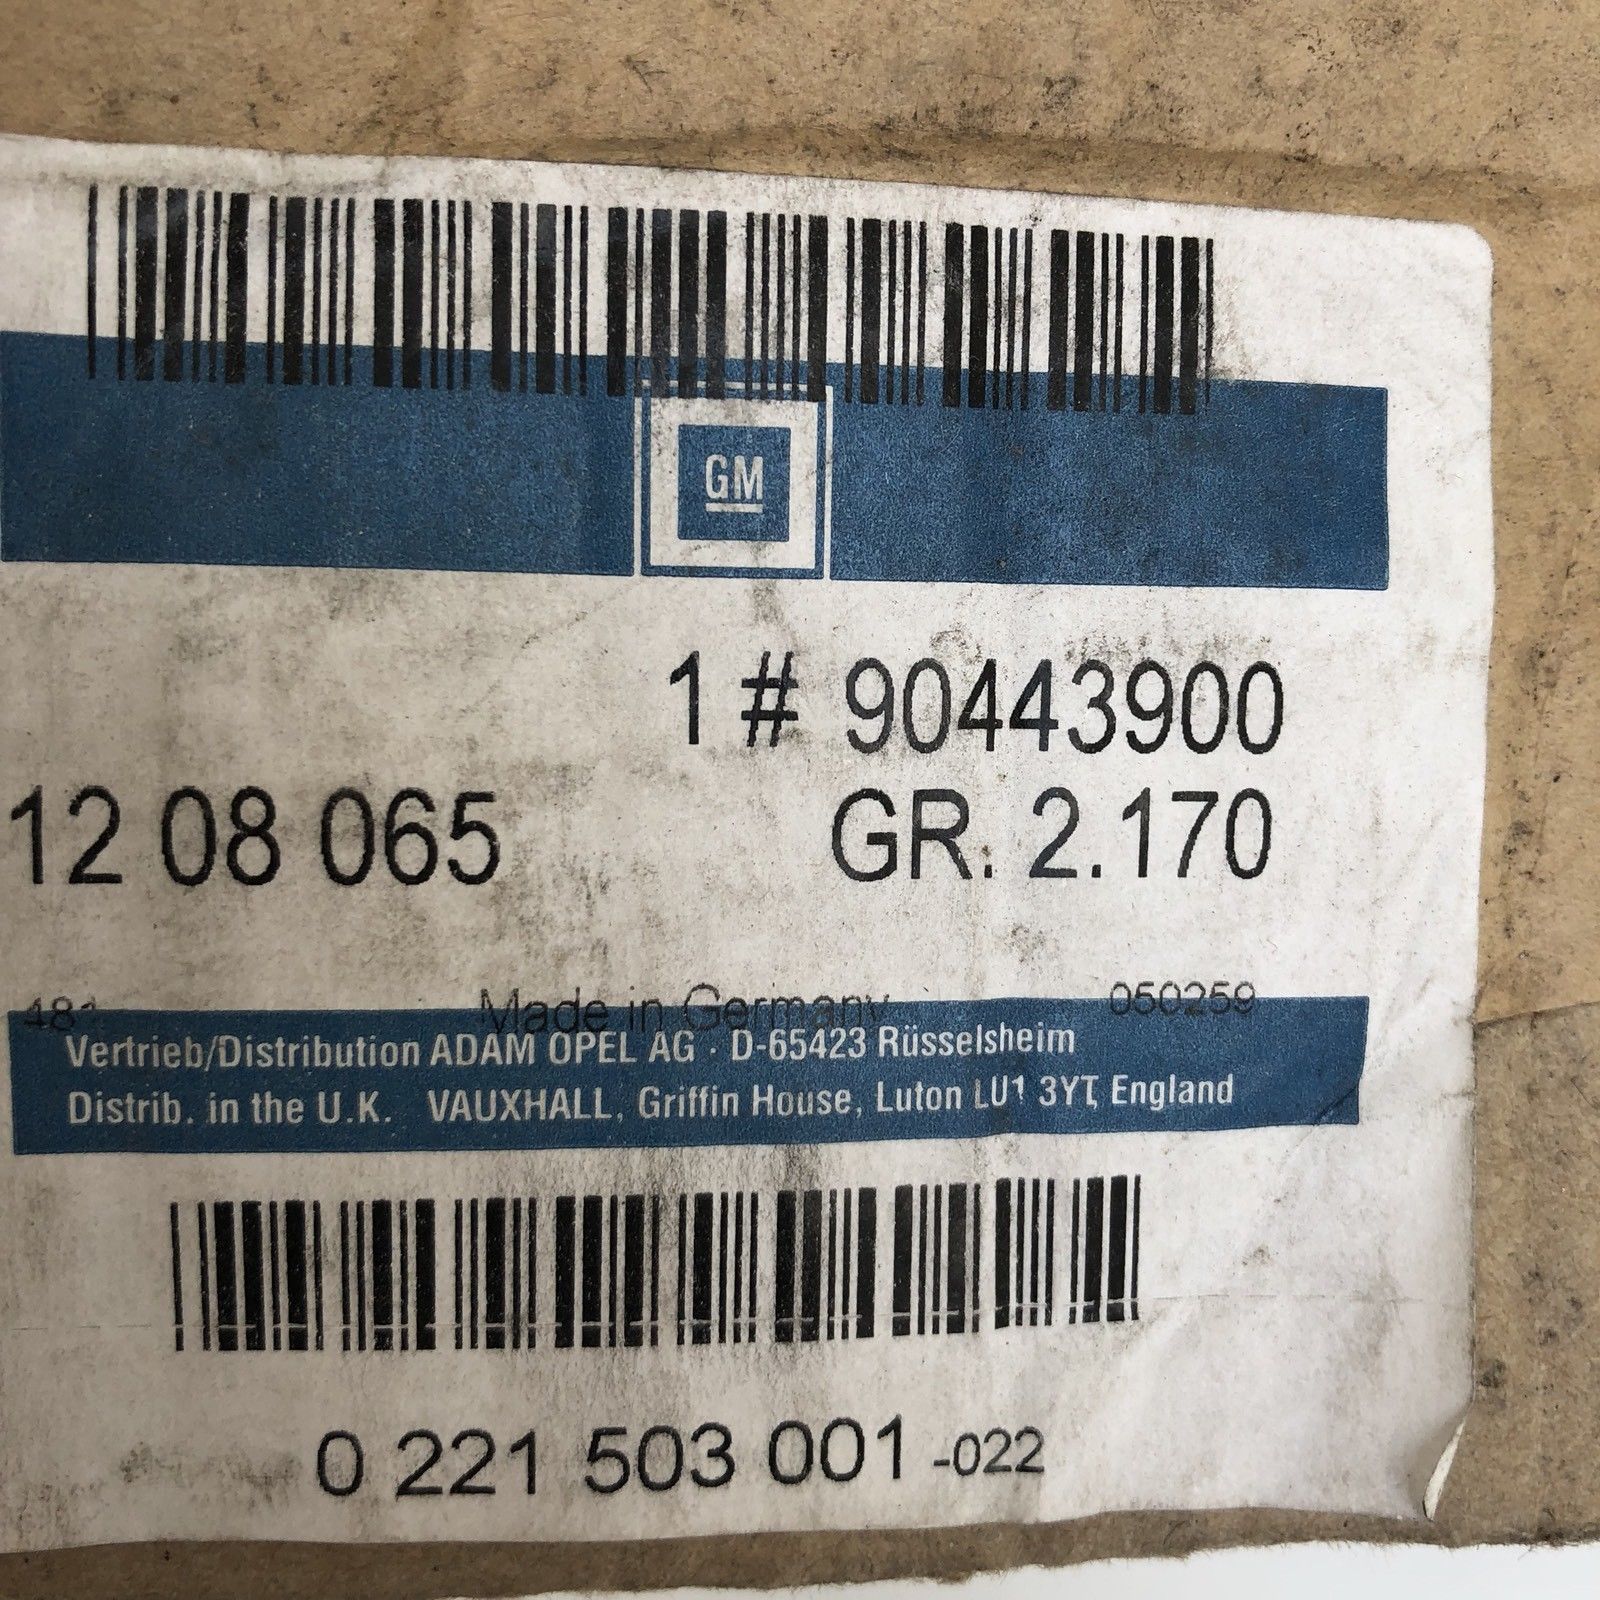 GM
1 # 90443900
12 08 065 GR. 2.170
Made in Germany 050259
Vertrieb/Distribution ADAM OPEL AG · D-65423 Rüsselsheim
Distrib. in the U.K. VAUXHALL, Griffin House, Luton LU1 3YT, England
0 221 503 001 -022